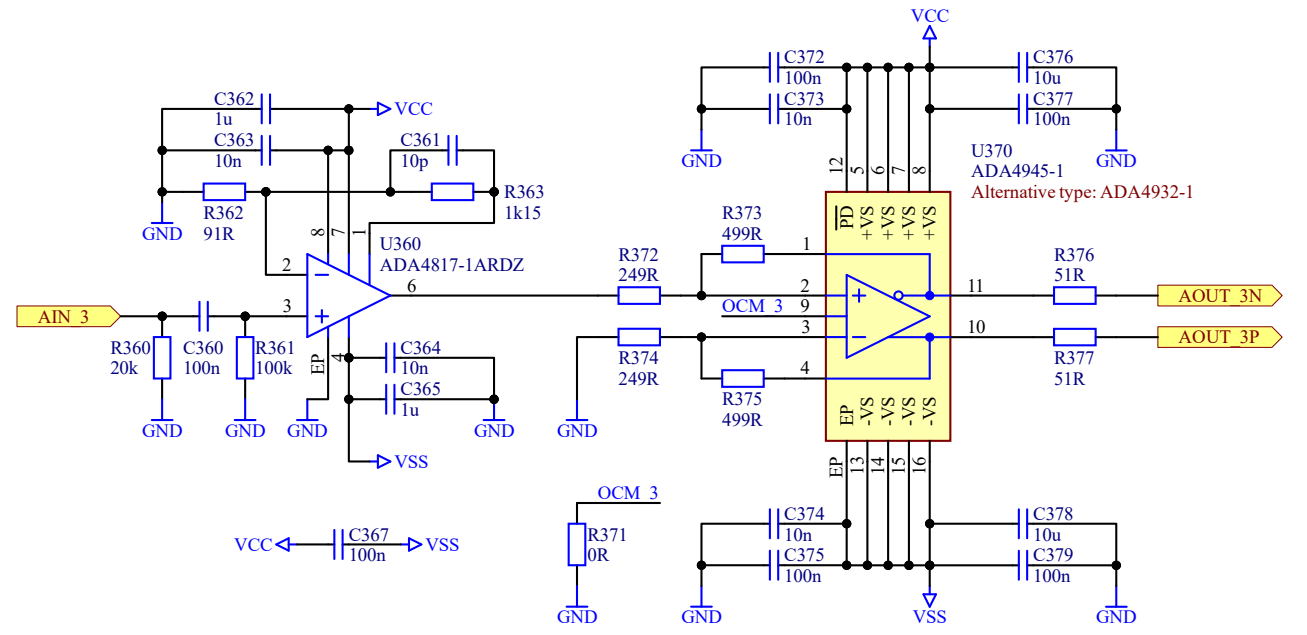 VCC
C372
100n
C376
10u
C373
10n
C377
100n
GND
GND
C362
1u
VCC
C363
10n
C361
10p
R362
91R
R363
1k15
GND
8
7
1
U360
ADA4817-1ARDZ
2
3
6
EP
4
AIN_3
R360
20k
C360
100n
R361
100k
C364
10n
C365
1u
GND
GND
GND
GND
VSS
VCC
C367
100n
VSS
U370
ADA4945-1
Alternative type: ADA4932-1
12
5
6
7
8
PD
+VS
+VS
+VS
+VS
R373
499R
1
R372
249R
2
OCM_3
9
3
R374
249R
4
R375
499R
GND
11
R376
51R
AOUT_3N
10
R377
51R
AOUT_3P
EP
-VS
-VS
-VS
-VS
EP
13
14
15
16
OCM_3
R371
0R
GND
C374
10n
C375
100n
GND
C378
10u
C379
100n
GND
VSS